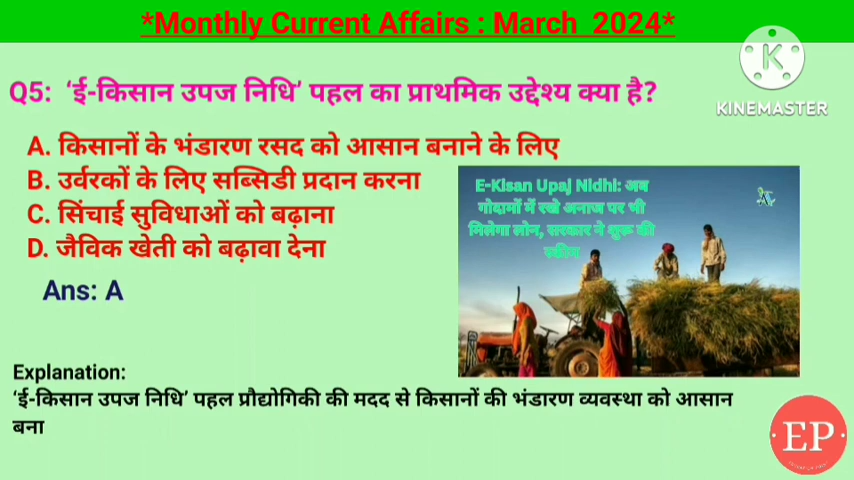 *Monthly Current Affairs : March 2024*
KINEMASTER
Q5: ‘ई-किसान उपज निधि’ पहल का प्राथमिक उद्देश्य क्या है?
A. किसानों के भंडारण रसद को आसान बनाने के लिए
B. उर्वरकों के लिए सब्सिडी प्रदान करना
C. सिंचाई सुविधाओं को बढ़ाना
D. जैविक खेती को बढ़ावा देना
Ans: A
E-Kisan Upaj Nidhi: अब
गोदामों में रखे अनाज पर भी
मिलेगा लोन, सरकार ने शुरू की
स्कीम
Explanation:
‘ई-किसान उपज निधि’ पहल प्रौद्योगिकी की मदद से किसानों की भंडारण व्यवस्था को आसान
बना
EP